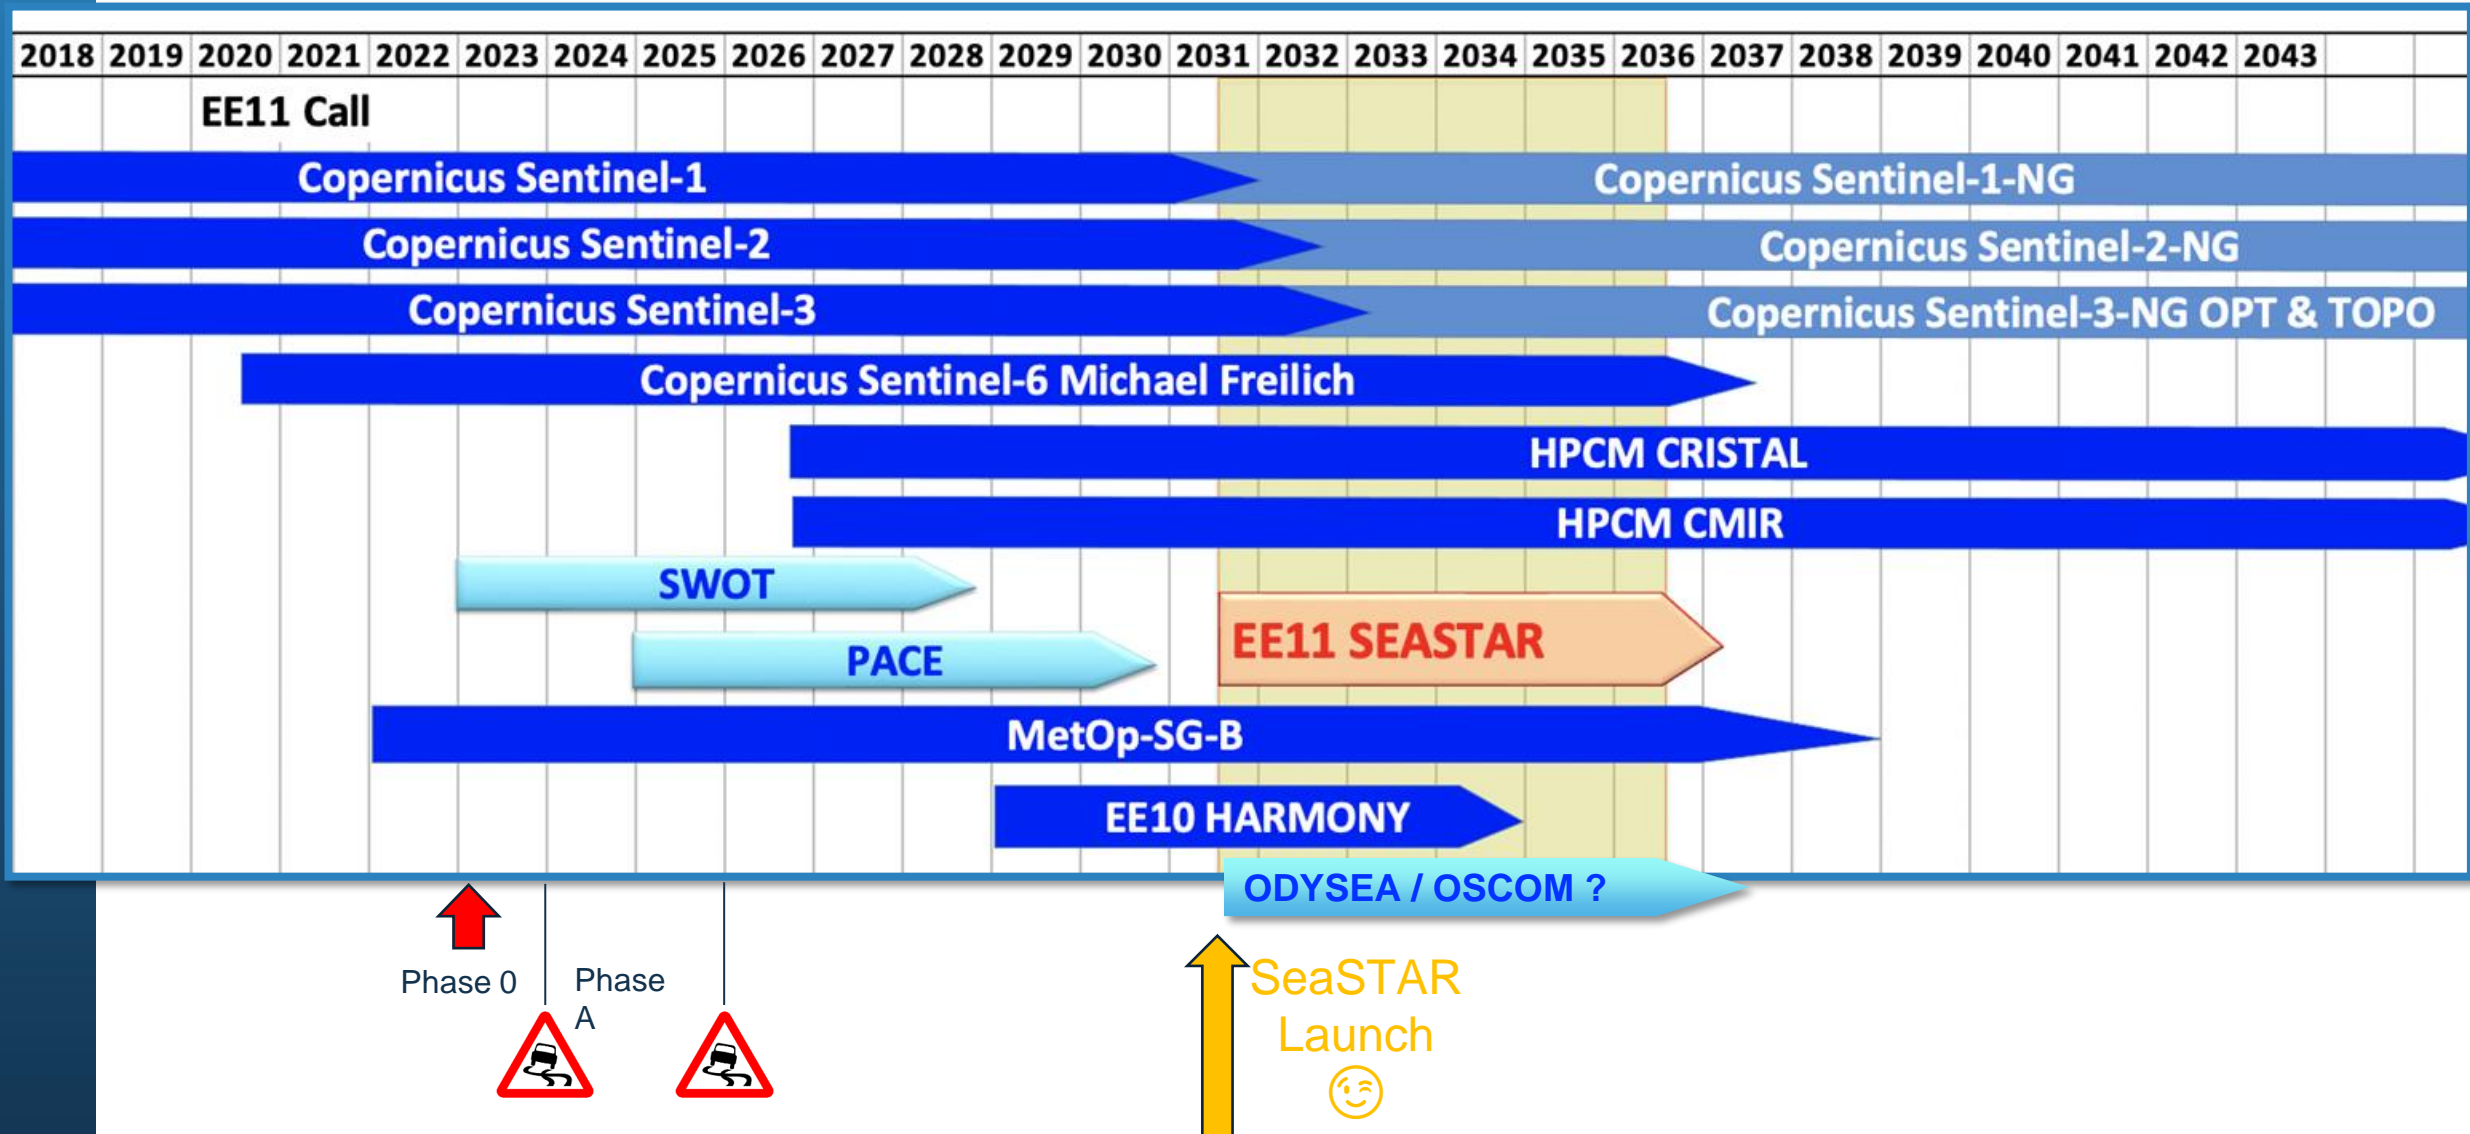 2018 2019 2020 2021 2022 2023 2024 2025 2026 2027 2028 2029 2030 2031 2032 2033 2034 2035 2036 2037 2038 2039 2040 2041 2042 2043
EE11 Call
Copernicus Sentinel-1 Copernicus Sentinel-1-NG
Copernicus Sentinel-2 Copernicus Sentinel-2-NG
Copernicus Sentinel-3 Copernicus Sentinel-3-NG OPT & TOPO
Copernicus Sentinel-6 Michael Freilich
HPCM CRISTAL
HPCM CMIR
SWOT
EE11 SEASTAR
PACE
MetOp-SG-B
EE10 HARMONY
ODYSEA / OSCOM ?
Phase 0
Phase
A
SeaSTAR
Launch